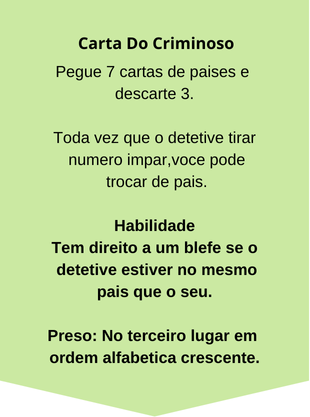 Carta Do Criminoso
Pegue 7 cartas de paises e
descarte 3.
Toda vez que o detetive tirar
numero impar,voce pode
trocar de pais.
Habilidade
Tem direito a um blefe se o
detetive estiver no mesmo
pais que o seu.
Preso: No terceiro lugar em
ordem alfabetica crescente.